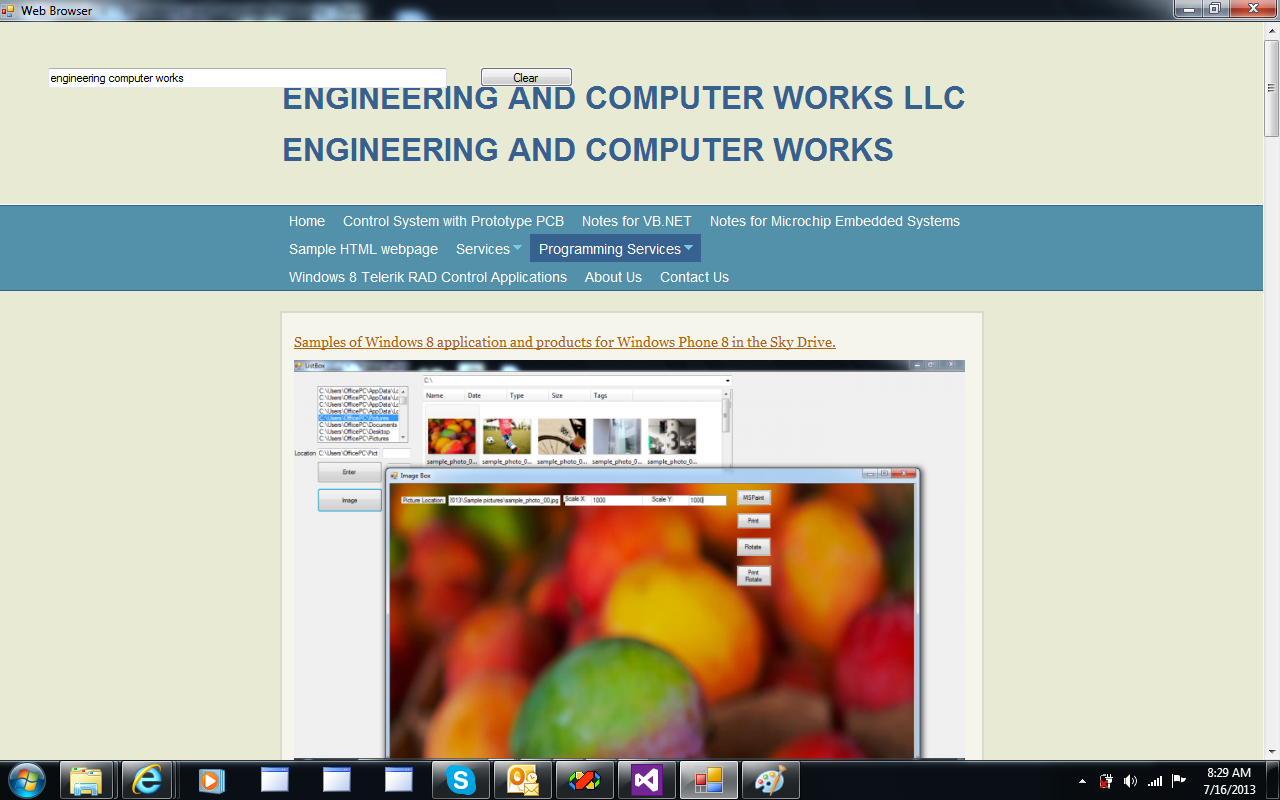 Web Browser
engineering computer works
Clear
ENGINEERING AND COMPUTER WORKS LLC
ENGINEERING AND COMPUTER WORKS
Home Control System with Prototype PCB Notes for VB.NET Notes for Microchip Embedded Systems
Sample HTML webpage Services Programming Services
Windows 8 Telerik RAD Control Applications About Us Contact Us
Samples of Windows 8 application and products for Windows Phone 8 in the Sky Drive.
ListBox
C:\
Name Date Type Size Tags
C:\Users\OfficePC\AppData\Lc
C:\Users\OfficePC\AppData\Lc
C:\Users\OfficePC\AppData\Lc
C:\Users\OfficePC\AppData\Lc
C:\Users\OfficePC\Pictures
C:\Users\OfficePC\Documents
C:\Users\OfficePC\Desktop
C:\Users\OfficePC\Pictures
sample_photo_0... sample_photo_0... sample_photo_0... sample_photo_0... sample_photo_0...
Location C:\Users\OfficePC\Pict
Enter
Image
Image Box
Picture Location: !013\Sample pictures\sample_photo_00.jpg Scale X: 1000 Scale Y: 1000
MSPaint
Print
Rotate
Print
Rotate
8:29 AM
7/16/2013